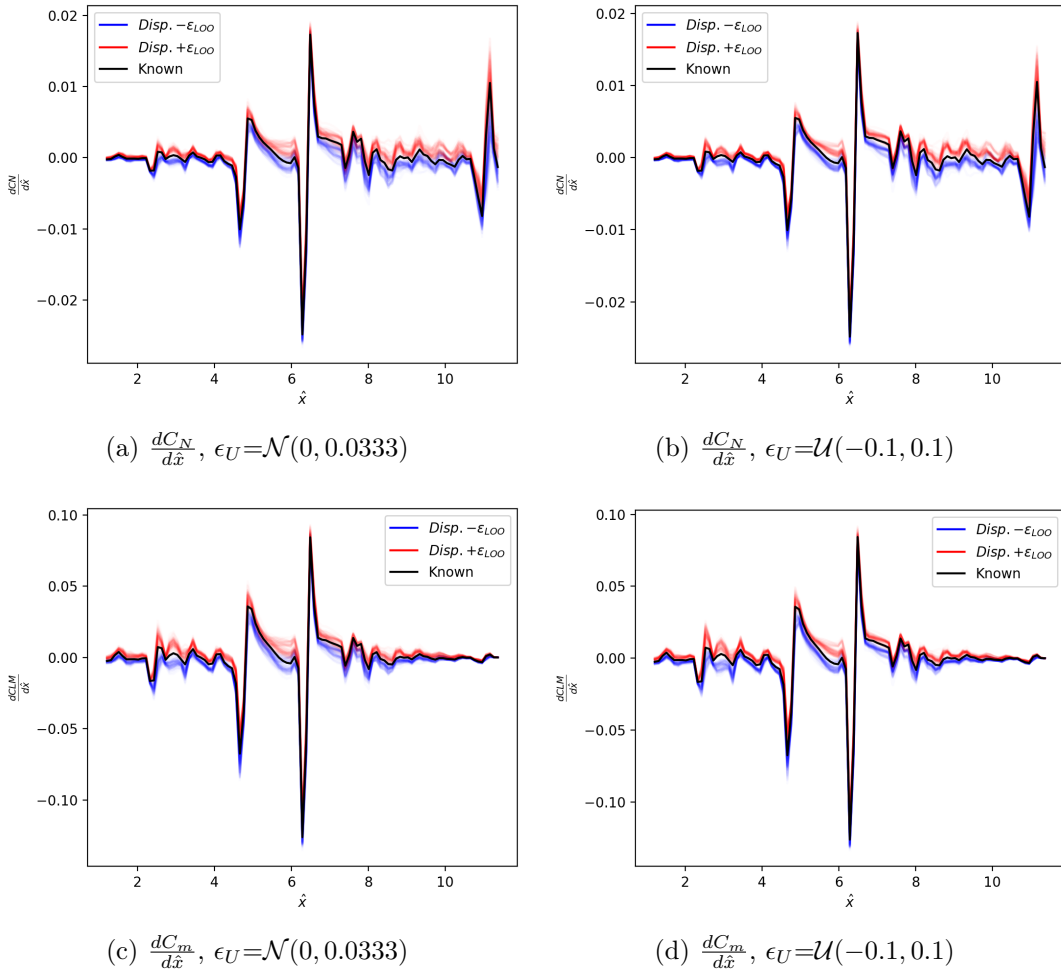 0.02
0.01
0.00
−0.01
−0.02
dCN
dx̂
2 4 6 8 10
x̂
Disp. −ε_LOO
Disp. +ε_LOO
Known
(a) dC_N/dx̂, ϵ_U=𝒩(0, 0.0333)
0.02
0.01
0.00
−0.01
−0.02
dCN
dx̂
2 4 6 8 10
x̂
Disp. −ε_LOO
Disp. +ε_LOO
Known
(b) dC_N/dx̂, ϵ_U=𝒰(−0.1, 0.1)
0.10
0.05
0.00
−0.05
−0.10
dCLM
dx̂
2 4 6 8 10
x̂
Disp. −ε_LOO
Disp. +ε_LOO
Known
(c) dC_m/dx̂, ϵ_U=𝒩(0, 0.0333)
0.10
0.05
0.00
−0.05
−0.10
dCLM
dx̂
2 4 6 8 10
x̂
Disp. −ε_LOO
Disp. +ε_LOO
Known
(d) dC_m/dx̂, ϵ_U=𝒰(−0.1, 0.1)